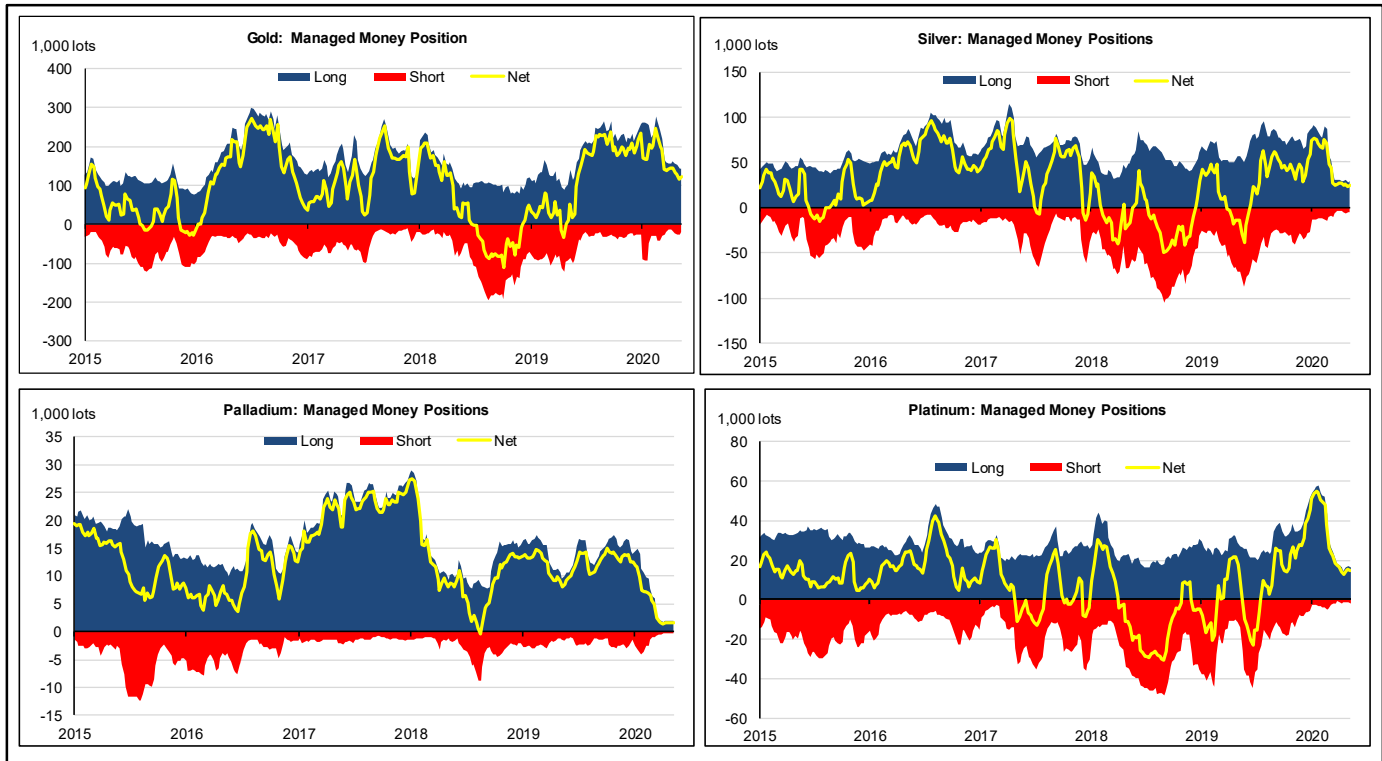 Gold: Managed Money Position
1,000 lots
Long Short Net
400
300
200
100
0
-100
-200
-300
2015 2016 2017 2018 2019 2020
Silver: Managed Money Positions
1,000 lots
Long Short Net
150
100
50
0
-50
-100
-150
2015 2016 2017 2018 2019 2020
Palladium: Managed Money Positions
1,000 lots
Long Short Net
35
30
25
20
15
10
5
0
-5
-10
-15
2015 2016 2017 2018 2019 2020
Platinum: Managed Money Positions
1,000 lots
Long Short Net
80
60
40
20
0
-20
-40
-60
2015 2016 2017 2018 2019 2020